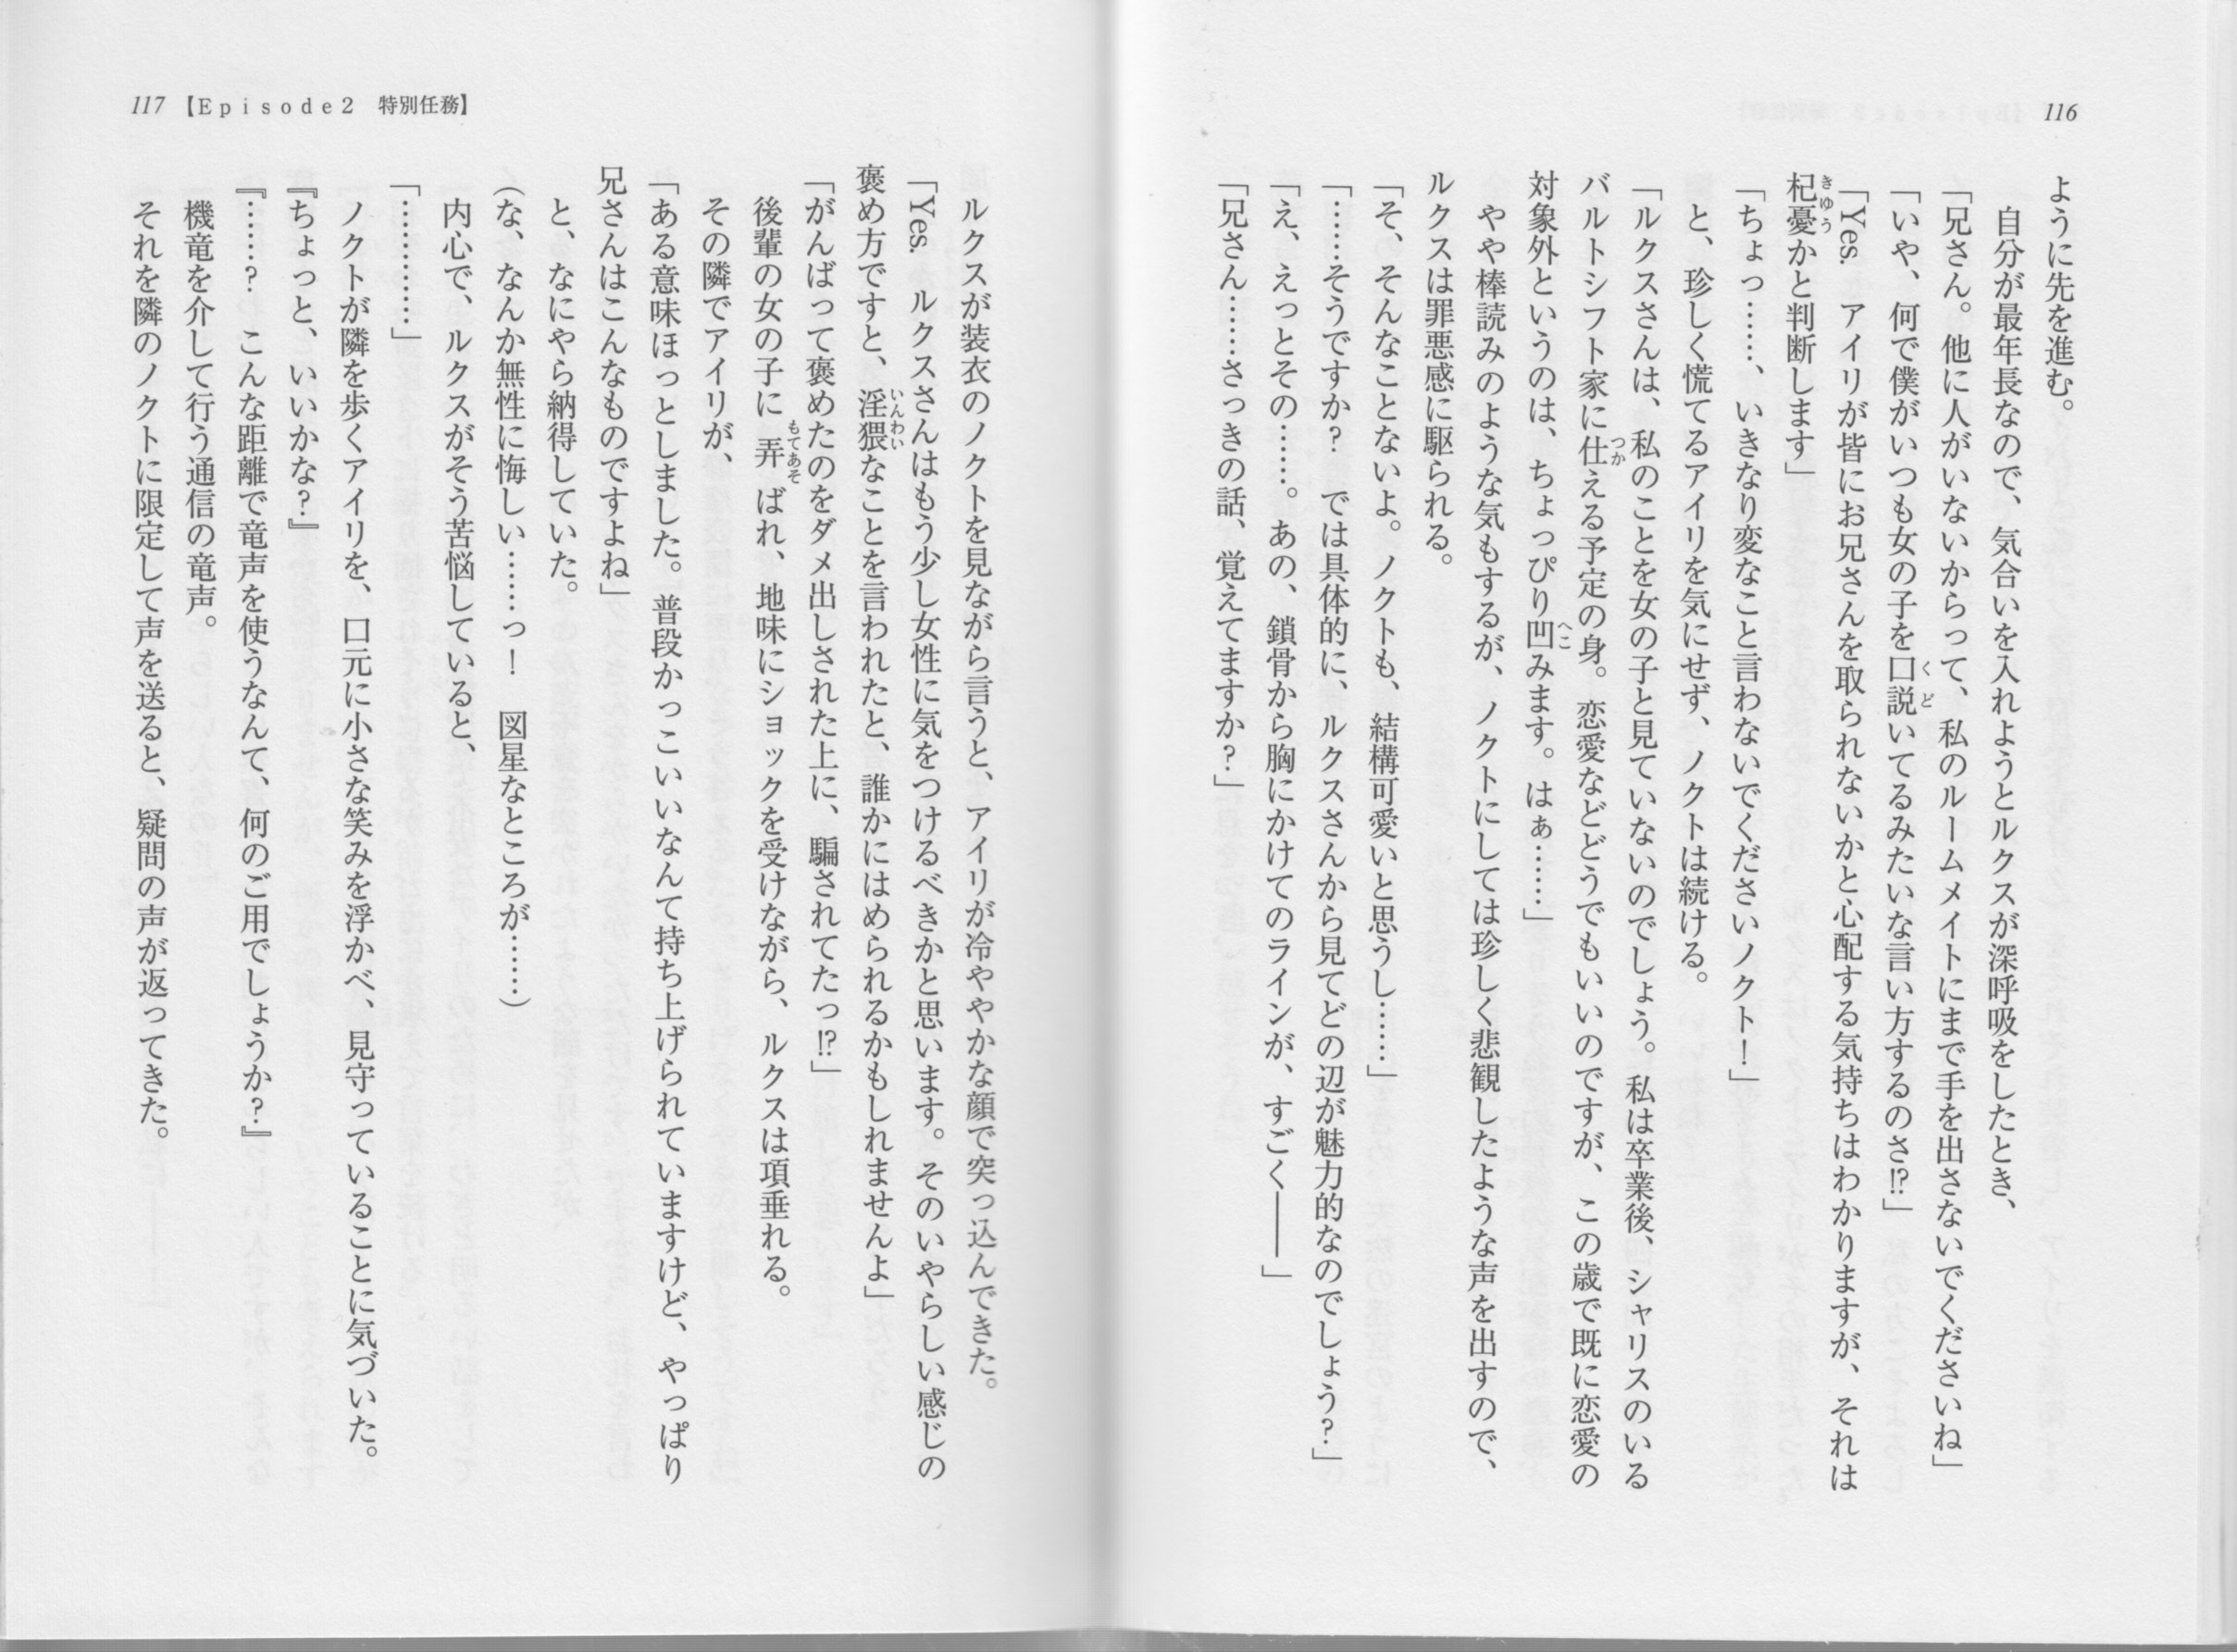 116
ように先を進む。
　自分が最年長なので、気合いを入れようとルクスが深呼吸をしたとき、
「兄さん。他に人がいないからって、私のルームメイトにまで手を出さないでくださいね」
「いや、何で僕がいつも女の子を口説いてるみたいな言い方するのさ!?」
「Yes.　アイリが皆にお兄さんを取られないかと心配する気持ちはわかりますが、それは
杞憂かと判断します」
「ちょっ……、いきなり変なこと言わないでくださいノクト！」
　と、珍しく慌てるアイリを気にせず、ノクトは続ける。
「ルクスさんは、私のことを女の子と見ていないのでしょう。私は卒業後、シャリスのいる
バルトシフト家に仕える予定の身。恋愛などどうでもいいのですが、この歳で既に恋愛の
対象外というのは、ちょっぴり凹みます。はぁ……」
　やや棒読みのような気もするが、ノクトにしては珍しく悲観したような声を出すので、
ルクスは罪悪感に駆られる。
「そ、そんなことないよ。ノクトも、結構可愛いと思うし……」
「……そうですか？　では具体的に、ルクスさんから見てどの辺が魅力的なのでしょう？」
「え、えっとその……。あの、鎖骨から胸にかけてのラインが、すごく――」
「兄さん……さっきの話、覚えてますか？」
117【Episode2　特別任務】
　ルクスが装衣のノクトを見ながら言うと、アイリが冷ややかな顔で突っ込んできた。
「Yes.　ルクスさんはもう少し女性に気をつけるべきかと思います。そのいやらしい感じの
褒め方ですと、淫猥なことを言われたと、誰かにはめられるかもしれませんよ」
「がんばって褒めたのをダメ出しされた上に、騙されてたっ!?」
　後輩の女の子に弄ばれ、地味にショックを受けながら、ルクスは項垂れる。
　その隣でアイリが、
「ある意味ほっとしました。普段かっこいいなんて持ち上げられていますけど、やっぱり
兄さんはこんなものですよね」
　と、なにやら納得していた。
（な、なんか無性に悔しい……っ！　図星なところが……）
　内心で、ルクスがそう苦悩していると、
「…………」
　ノクトが隣を歩くアイリを、口元に小さな笑みを浮かべ、見守っていることに気づいた。
『ちょっと、いいかな？』
『……？　こんな距離で竜声を使うなんて、何のご用でしょうか？』
　機竜を介して行う通信の竜声。
　それを隣のノクトに限定して声を送ると、疑問の声が返ってきた。